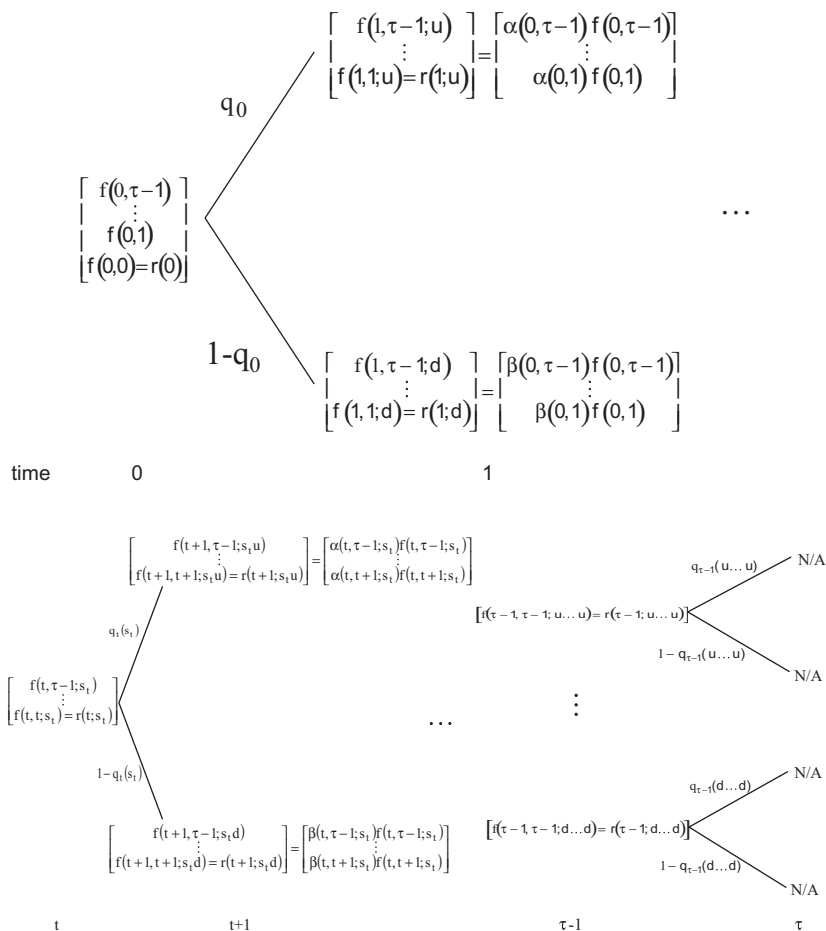 ⎡ f(1,τ−1;u) ⎤ ⎡α(0,τ−1) f(0,τ−1)⎤
⋮ = ⋮
⎣f(1,1;u)=r(1;u)⎦ ⎣ α(0,1) f(0,1) ⎦
q₀
⎡ f(0,τ−1) ⎤
⋮
f(0,1)
⎣f(0,0)=r(0)⎦
…
1-q₀
⎡ f(1,τ−1;d) ⎤ ⎡β(0,τ−1)f(0,τ−1)⎤
⋮ = ⋮
⎣f(1,1;d)=r(1;d)⎦ ⎣ β(0,1)f(0,1) ⎦
time 0 1
⎡ f(t+1,τ−1;sₜu) ⎤ ⎡α(t,τ−1;sₜ)f(t,τ−1;sₜ)⎤
⋮ = ⋮
⎣f(t+1,t+1;sₜu)=r(t+1;sₜu)⎦ ⎣α(t,t+1;sₜ)f(t,t+1;sₜ)⎦
N/A
q_{τ−1}(u…u)
[f(τ−1,τ−1;u…u)=r(τ−1;u…u)]
qₜ(sₜ)
1−q_{τ−1}(u…u)
N/A
⎡ f(t,τ−1;sₜ) ⎤
⋮
⎣f(t,t;sₜ)=r(t;sₜ)⎦
… ⋮
1−qₜ(sₜ)
N/A
q_{τ−1}(d…d)
⎡ f(t+1,τ−1;sₜd) ⎤ ⎡β(t,τ−1;sₜ)f(t,τ−1;sₜ)⎤
⋮ = ⋮
⎣f(t+1,t+1;sₜd)=r(t+1;sₜd)⎦ ⎣β(t,t+1;sₜ)f(t,t+1;sₜ)⎦
[f(τ−1,τ−1;d…d)=r(τ−1;d…d)]
1−q_{τ−1}(d…d)
N/A
t t+1 τ-1 τ